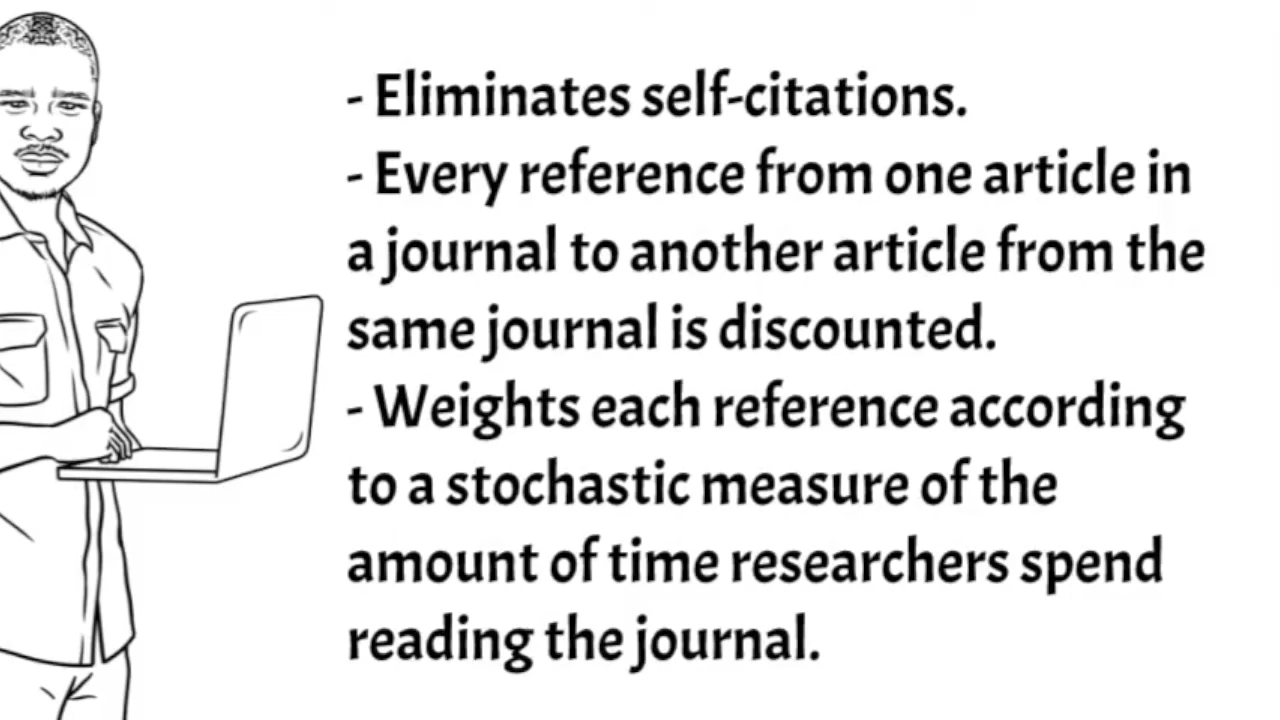 - Eliminates self-citations.
- Every reference from one article in
a journal to another article from the
same journal is discounted.
- Weights each reference according
to a stochastic measure of the
amount of time researchers spend
reading the journal.